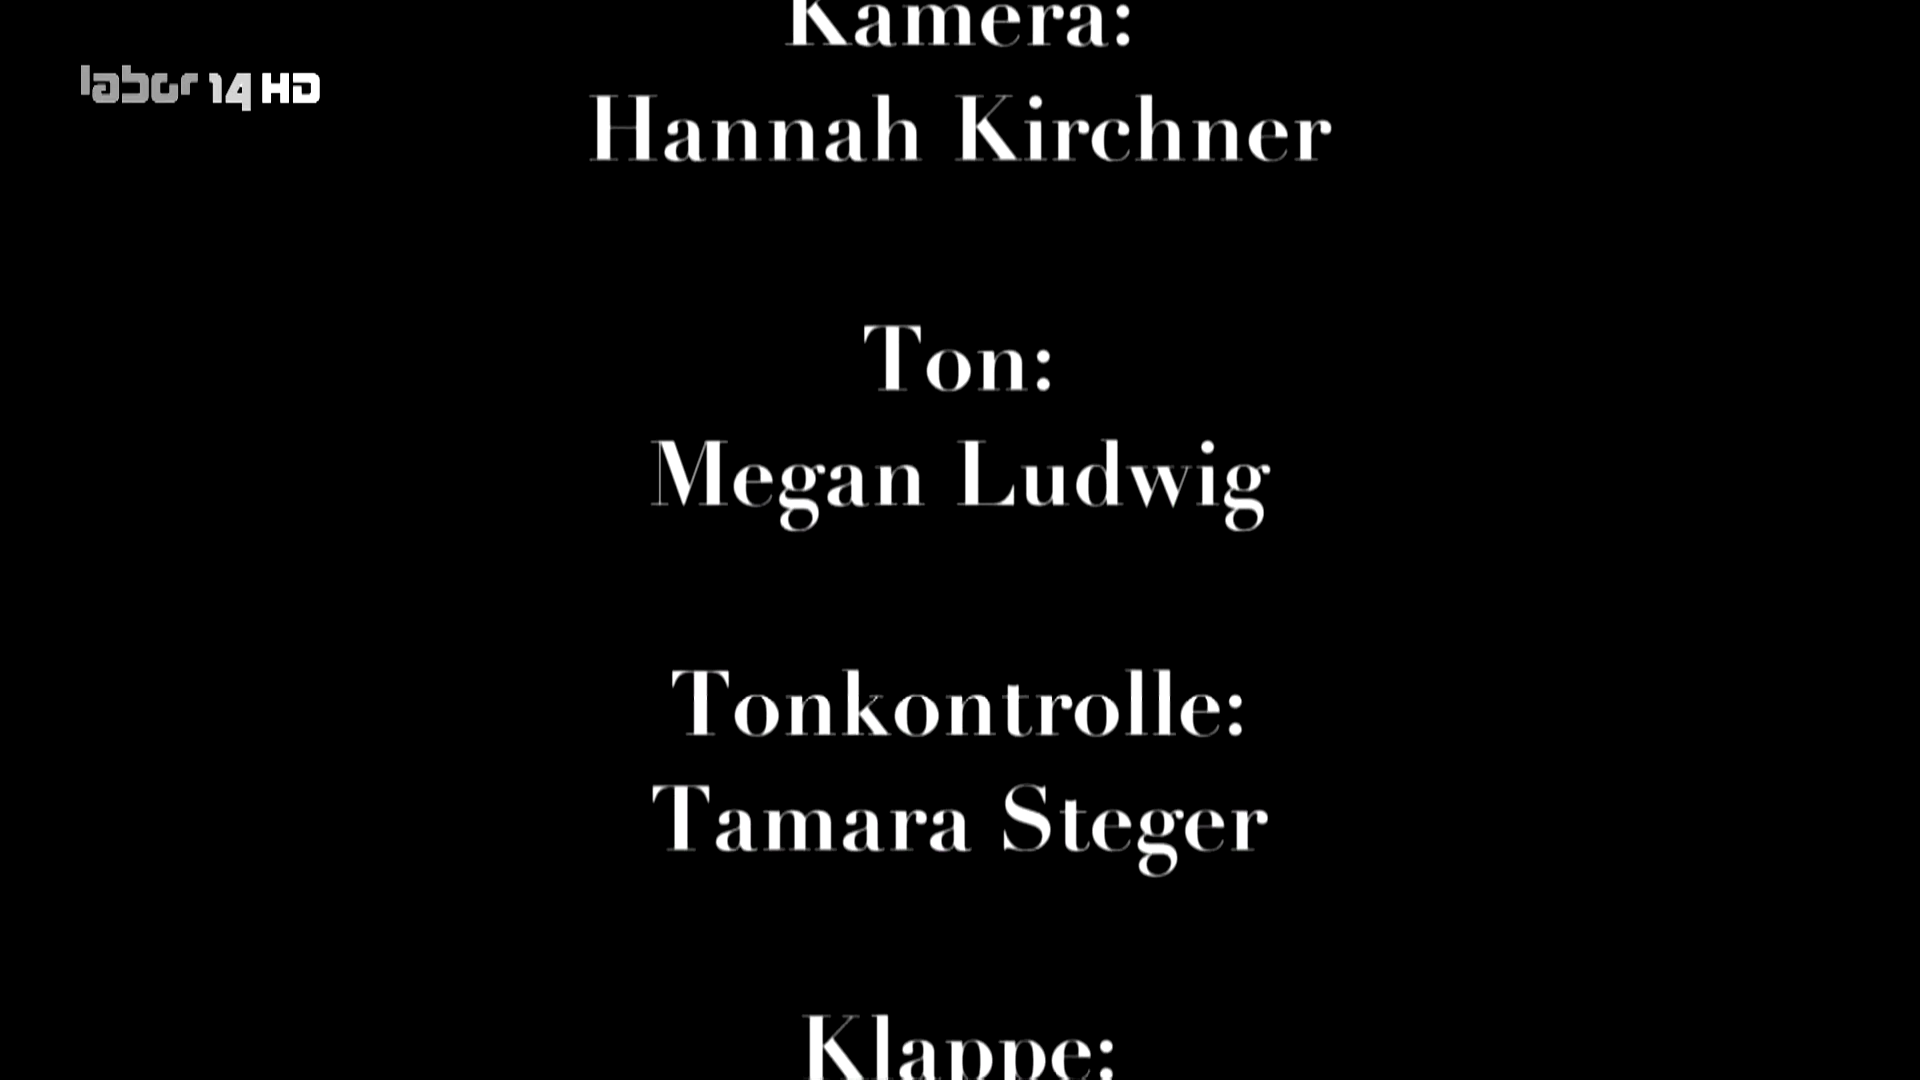 Kamera:
labor 14 HD
Hannah Kirchner
Ton:
Megan Ludwig
Tonkontrolle:
Tamara Steger
Klappe: